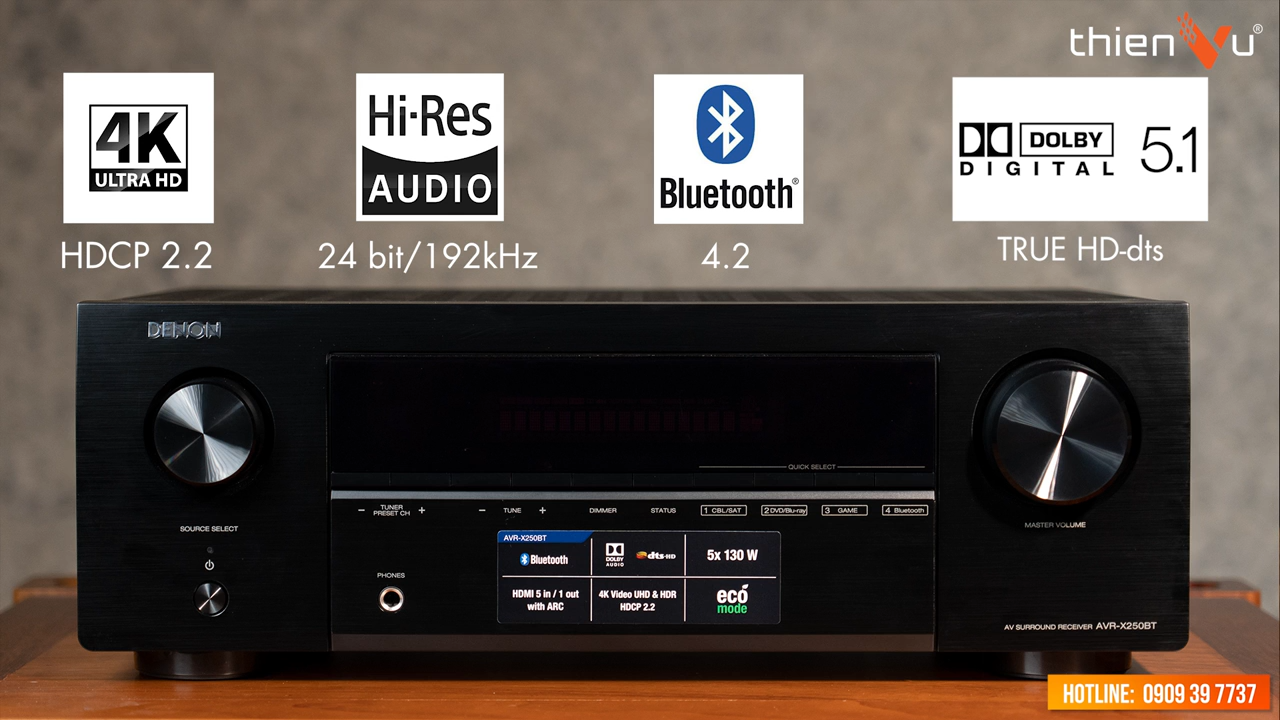 thien Vu®
4K
ULTRA HD
HDCP 2.2
Hi-Res
AUDIO
24 bit/192kHz
Bluetooth®
4.2
DOLBY
DIGITAL
5.1
TRUE HD-dts
DENON
QUICK SELECT
− TUNER
PRESET CH +
− TUNE +
DIMMER
STATUS
1 CBL/SAT
2 DVD/Blu-ray
3 GAME
4 Bluetooth
SOURCE SELECT
MASTER VOLUME
PHONES
AVR-X250BT
Bluetooth
DOLBY
AUDIO
dts-HD
5x 130 W
HDMI 5 in / 1 out
with ARC
4K Video UHD & HDR
HDCP 2.2
eco
mode
AV SURROUND RECEIVER AVR-X250BT
HOTLINE: 0909 39 7737